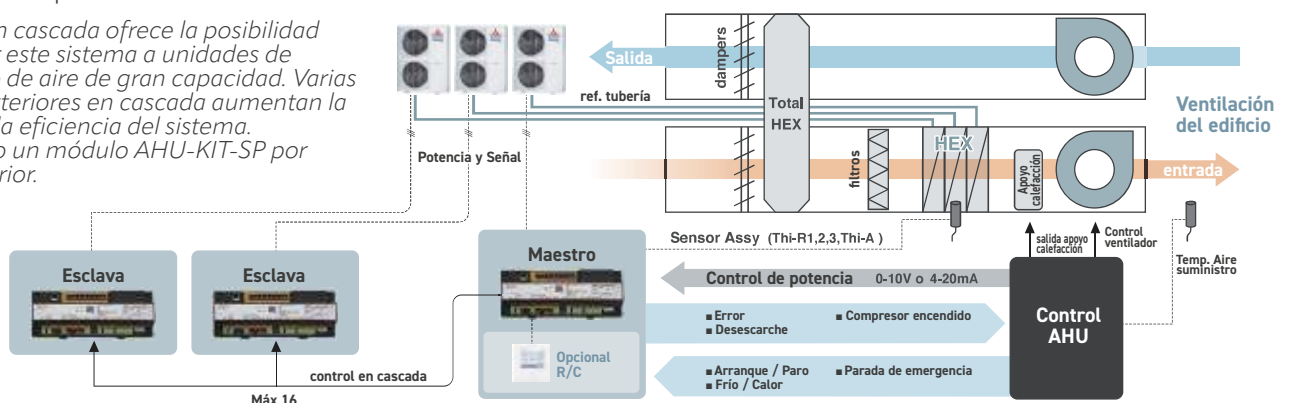 n cascada ofrece la posibilidad
este sistema a unidades de
de aire de gran capacidad. Varias
teriores en cascada aumentan la
la eficiencia del sistema.
o un módulo AHU-KIT-SP por
rior.
Salida
dampers
ref. tubería
Total
HEX
Ventilación
del edificio
HEX
Potencia y Señal
filtros
Apoyo
calefacción
entrada
Sensor Assy (Thi-R1,2,3,Thi-A )
salida apoyo
calefacción
Control
ventilador
Temp. Aire
suministro
Esclava
Esclava
Maestro
Control de potencia 0-10V o 4-20mA
Control
AHU
■ Error
■ Compresor encendido
■ Desescarche
Opcional
R/C
■ Arranque / Paro
■ Parada de emergencia
■ Frío / Calor
control en cascada
Máx 16